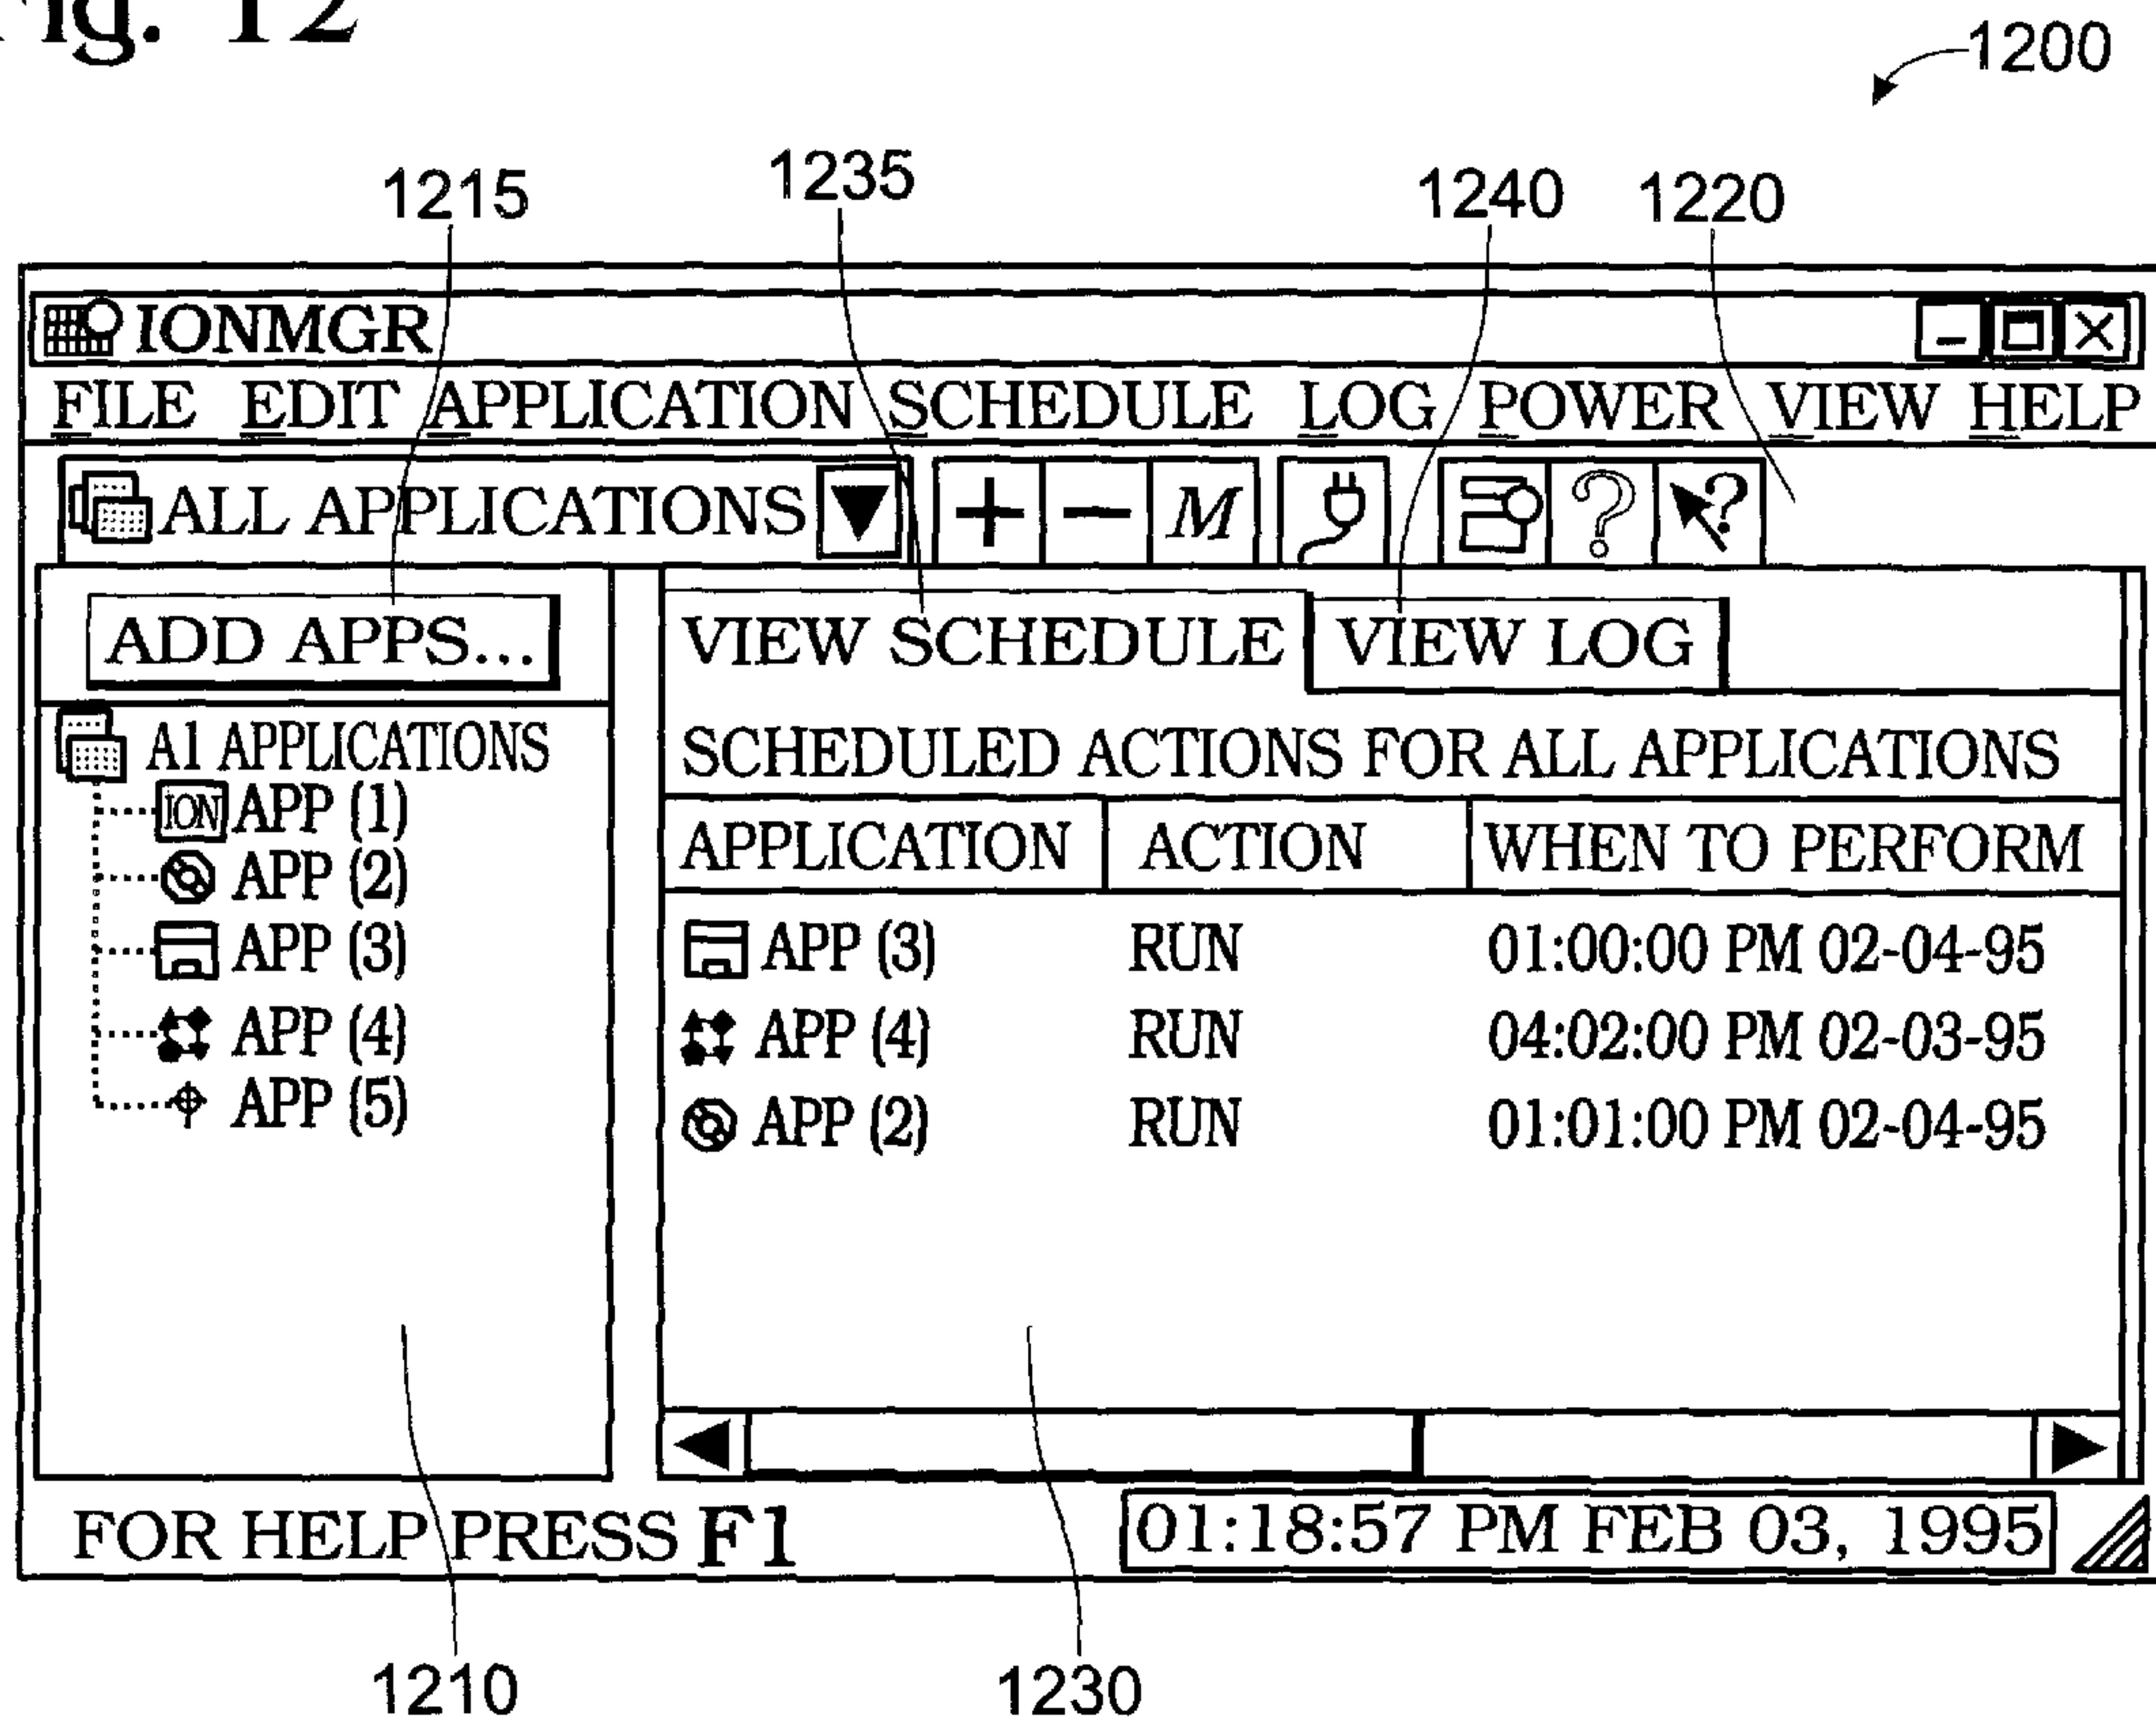 Fig. 12
1200
1215 1235 1240 1220
IONMGR
FILE EDIT APPLICATION SCHEDULE LOG POWER VIEW HELP
ALL APPLICATIONS + − M ? ?
ADD APPS... VIEW SCHEDULE VIEW LOG
A1 APPLICATIONS
ION APP (1)
APP (2)
APP (3)
APP (4)
APP (5)
SCHEDULED ACTIONS FOR ALL APPLICATIONS
APPLICATION ACTION WHEN TO PERFORM
APP (3) RUN 01:00:00 PM 02-04-95
APP (4) RUN 04:02:00 PM 02-03-95
APP (2) RUN 01:01:00 PM 02-04-95
FOR HELP PRESS F1 01:18:57 PM FEB 03, 1995
1210 1230